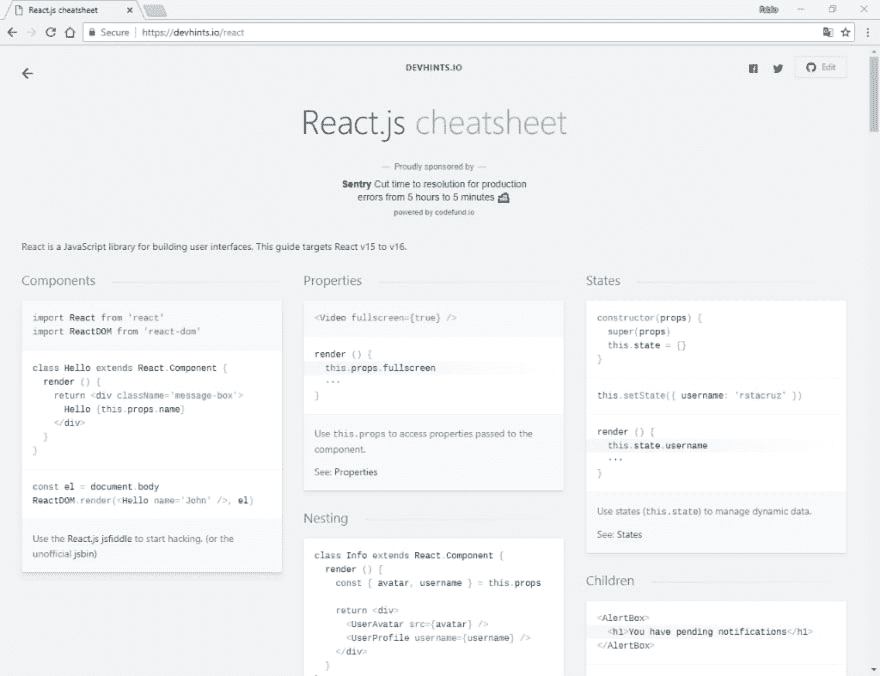 React.js cheatsheet
Secure
https://devhints.io/react
DEVHINTS.IO
Edit
React.js cheatsheet
— Proudly sponsored by —
Sentry Cut time to resolution for production
errors from 5 hours to 5 minutes
powered by codefund.io
React is a JavaScript library for building user interfaces. This guide targets React v15 to v16.
Components
import React from 'react'
import ReactDOM from 'react-dom'
class Hello extends React.Component {
render () {
return <div className='message-box'>
Hello {this.props.name}
</div>
}
}
const el = document.body
ReactDOM.render(<Hello name='John' />, el)
Use the React.js jsfiddle to start hacking. (or the
unofficial jsbin)
Properties
<Video fullscreen={true} />
render () {
this.props.fullscreen
···
}
Use this.props to access properties passed to the
component.
See: Properties
Nesting
class Info extends React.Component {
render () {
const { avatar, username } = this.props
return <div>
<UserAvatar src={avatar} />
<UserProfile username={username} />
</div>
}
States
constructor(props) {
super(props)
this.state = {}
}
this.setState({ username: 'rstacruz' })
render () {
this.state.username
···
}
Use states (this.state) to manage dynamic data.
See: States
Children
<AlertBox>
<h1>You have pending notifications</h1>
</AlertBox>